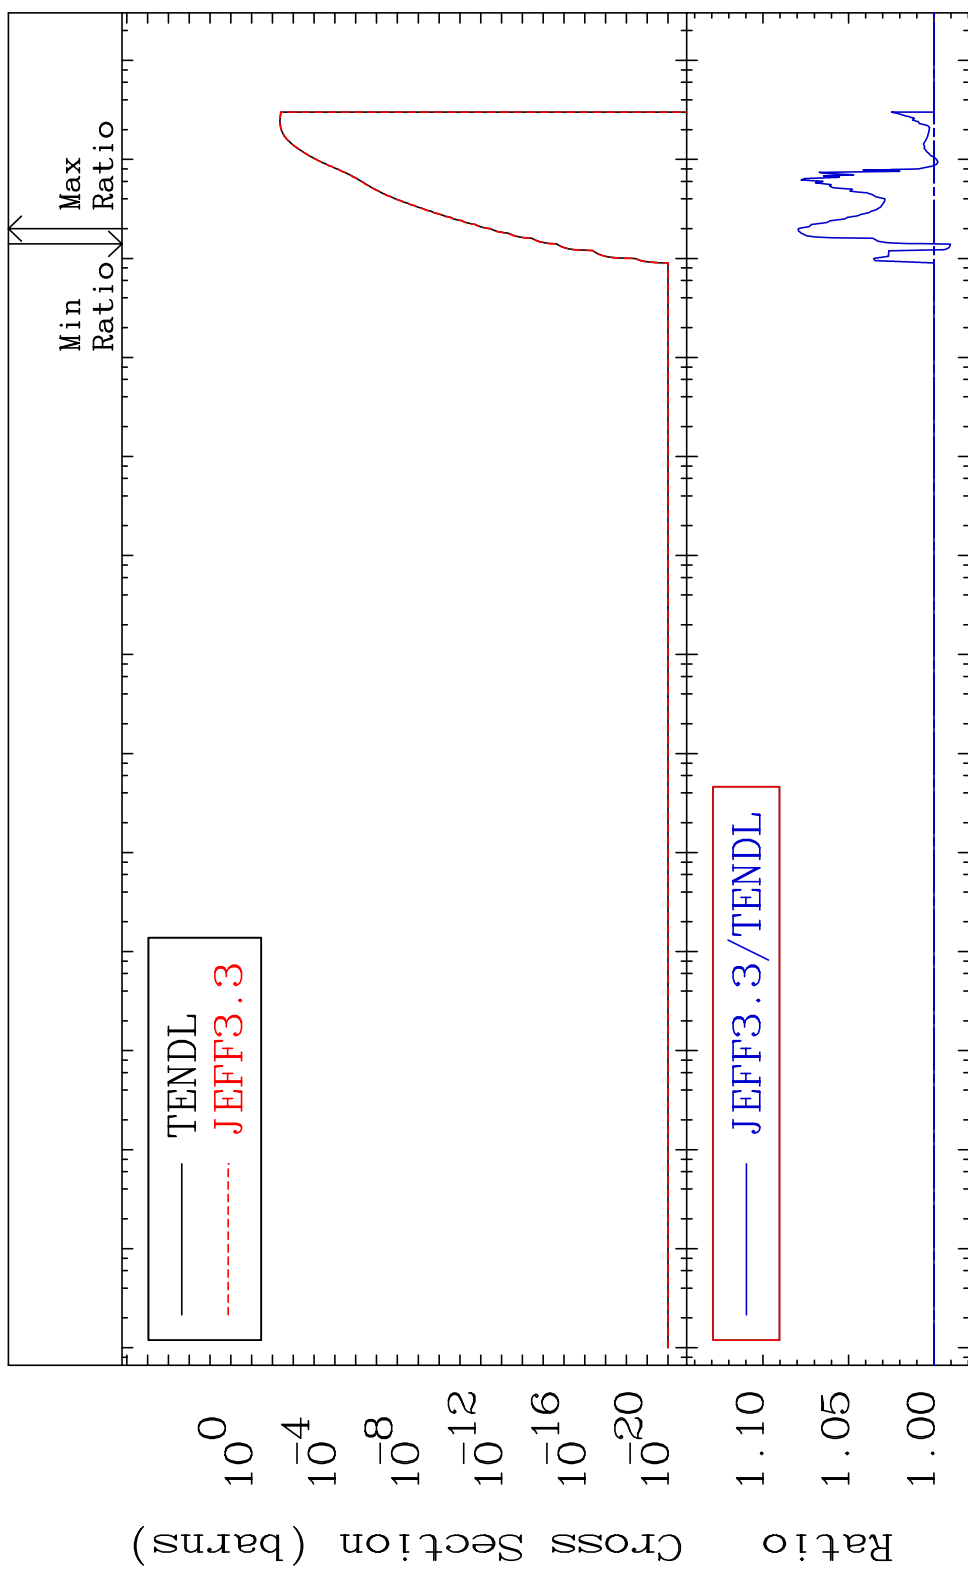 Min
Ratio
Max
Ratio
TENDL
JEFF3.3
10 0
10 -4
10 -8
10 -12
10 -16
10 -20
Cross Section (barns)
JEFF3.3/TENDL
1.10
1.05
1.00
Ratio